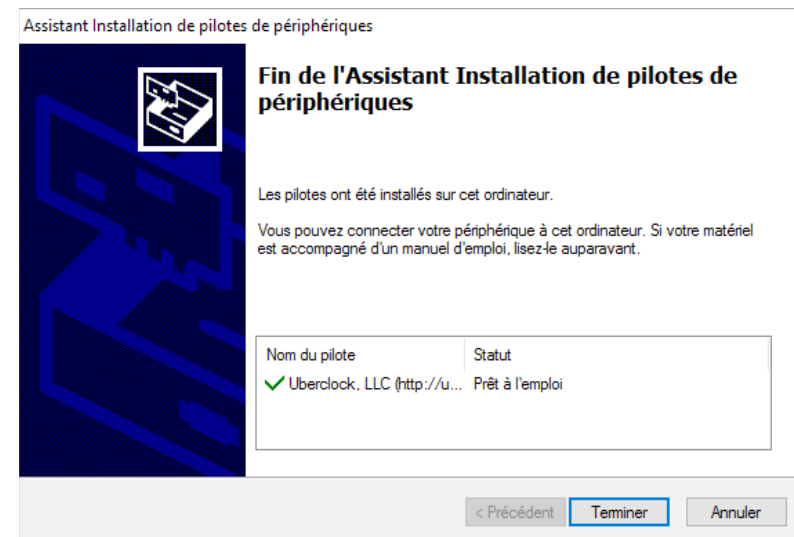 Assistant Installation de pilotes de périphériques
Fin de l'Assistant Installation de pilotes de
périphériques
Les pilotes ont été installés sur cet ordinateur.
Vous pouvez connecter votre périphérique à cet ordinateur. Si votre matériel
est accompagné d'un manuel d'emploi, lisez-le auparavant.
Nom du pilote Statut
Uberclock, LLC (http://u... Prêt à l'emploi
< Précédent Terminer Annuler